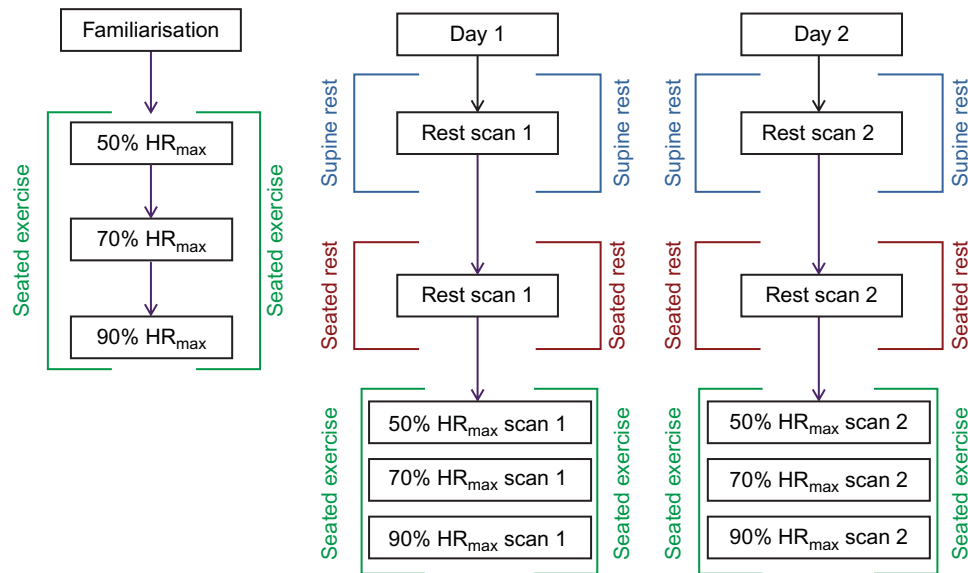 Familiarisation
Seated exercise
50% HRmax
70% HRmax
90% HRmax
Seated exercise
Day 1
Supine rest
Rest scan 1
Supine rest
Seated rest
Rest scan 1
Seated rest
Seated exercise
50% HRmax scan 1
70% HRmax scan 1
90% HRmax scan 1
Seated exercise
Day 2
Supine rest
Rest scan 2
Supine rest
Seated rest
Rest scan 2
Seated rest
Seated exercise
50% HRmax scan 2
70% HRmax scan 2
90% HRmax scan 2
Seated exercise